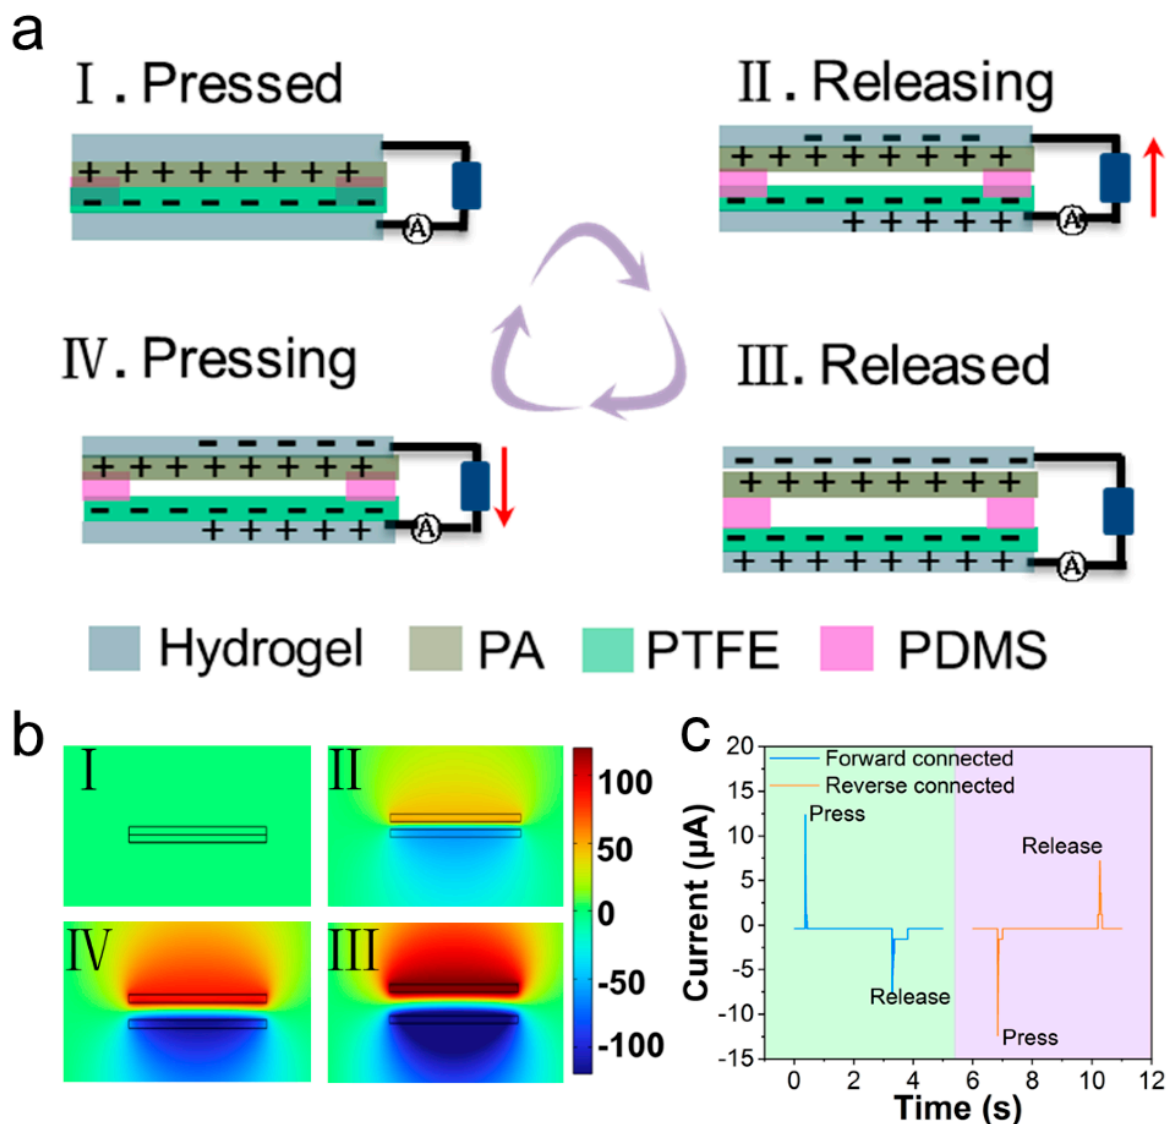 a
Ⅰ. Pressed
Ⅱ. Releasing
+ + + + + + + +
- - - - - - - -
A
- - - - -
+ + + + + + + +
- - - - - - - -
+ + + + +
A
Ⅳ. Pressing
Ⅲ. Released
- - - - -
+ + + + + + + +
- - - - - - - -
+ + + + +
A
- - - - - - - -
+ + + + + + + +
- - - - - - - -
+ + + + + + + +
A
Hydrogel PA PTFE PDMS
b
Ⅰ
Ⅱ
Ⅳ
Ⅲ
100
50
0
-50
-100
c
Current (μA)
20
15
10
5
0
-5
-10
-15
Forward connected
Reverse connected
Press
Release
Release
Press
0 2 4 6 8 10 12
Time (s)